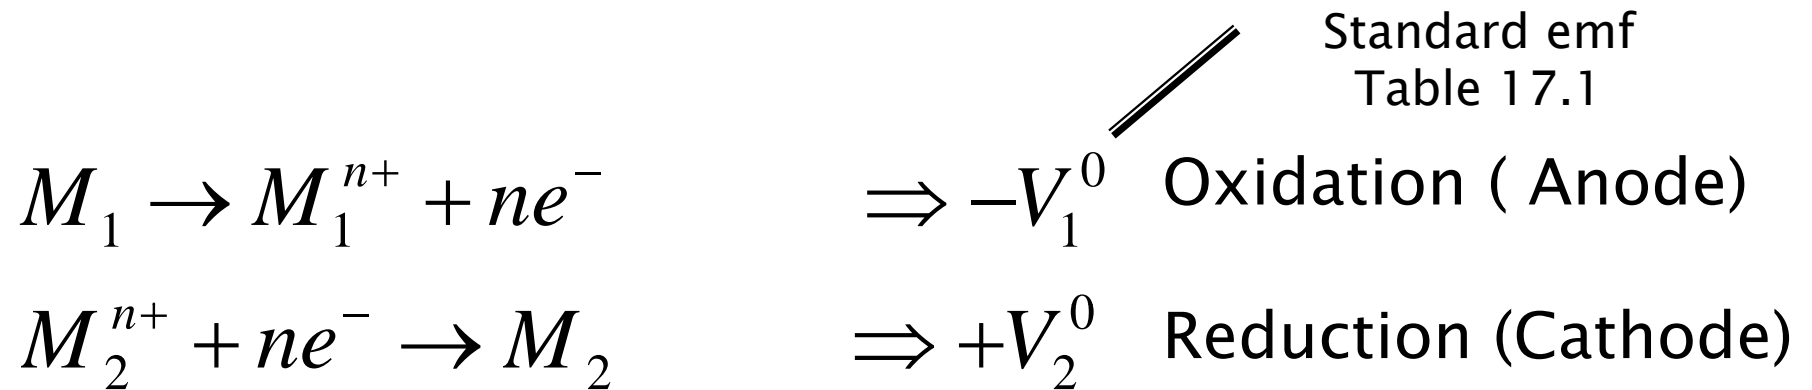 Standard emf
Table 17.1
M₁ → M₁ⁿ⁺ + ne⁻ ⇒ −V₁⁰ Oxidation ( Anode)
M₂ⁿ⁺ + ne⁻ → M₂ ⇒ +V₂⁰ Reduction (Cathode)